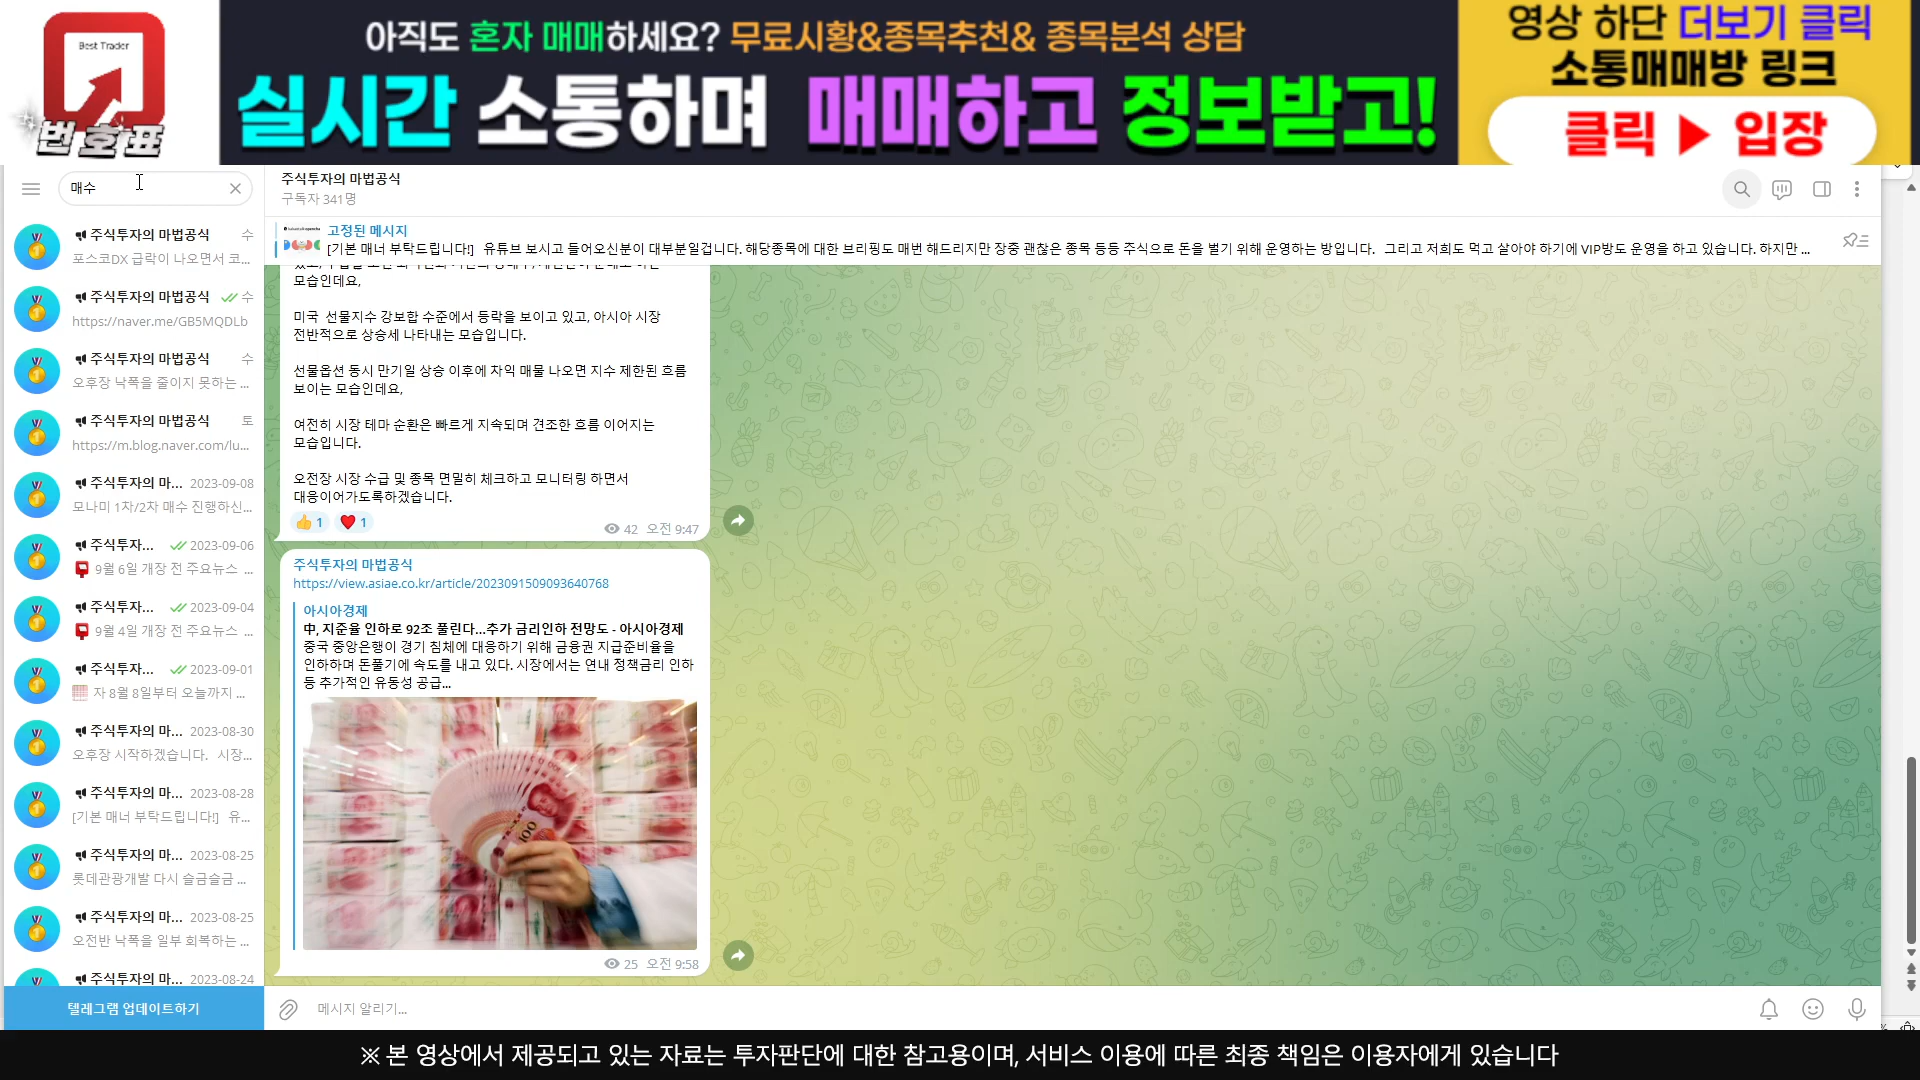 Best Trader
번호표
아직도 혼자 매매하세요? 무료시황&종목추천& 종목분석 상담
실시간 소통하며 매매하고 정보받고!
영상 하단 더보기 클릭
소통매매방 링크
클릭 ▶ 입장
매수
주식투자의 마법공식 수
포스코DX 급락이 나오면서 코...
주식투자의 마법공식 수
https://naver.me/GB5MQDLb
주식투자의 마법공식 수
오후장 낙폭을 줄이지 못하는 ...
주식투자의 마법공식 토
https://m.blog.naver.com/lu...
주식투자의 마... 2023-09-08
모나미 1차/2차 매수 진행하신...
주식투자... 2023-09-06
9월 6일 개장 전 주요뉴스 ...
주식투자... 2023-09-04
9월 4일 개장 전 주요뉴스 ...
주식투자... 2023-09-01
자 8월 8일부터 오늘까지 ...
주식투자의 마... 2023-08-30
오후장 시작하겠습니다. 시장...
주식투자의 마... 2023-08-28
[기본 매너 부탁드립니다!] 유...
주식투자의 마... 2023-08-25
롯데관광개발 다시 슬금슬금 ...
주식투자의 마... 2023-08-25
오전반 낙폭을 일부 회복하는 ...
주식투자의 마... 2023-08-24
텔레그램 업데이트하기
주식투자의 마법공식
구독자 341명
고정된 메시지
[기본 매너 부탁드립니다!] 유튜브 보시고 들어오신분이 대부분일겁니다. 해당종목에 대한 브리핑도 매번 해드리지만 장중 괜찮은 종목 등등 주식으로 돈을 벌기 위해 운영하는 방입니다. 그리고 저희도 먹고 살아야 하기에 VIP방도 운영을 하고 있습니다. 하지만 ...
모습인데요,
미국 선물지수 강보합 수준에서 등락을 보이고 있고, 아시아 시장
전반적으로 상승세 나타내는 모습입니다.
선물옵션 동시 만기일 상승 이후에 차익 매물 나오면 지수 제한된 흐름
보이는 모습인데요,
여전히 시장 테마 순환은 빠르게 지속되며 견조한 흐름 이어지는
모습입니다.
오전장 시장 수급 및 종목 면밀히 체크하고 모니터링 하면서
대응이어가도록하겠습니다.
👍 1 ❤️ 1
42 오전 9:47
주식투자의 마법공식
https://view.asiae.co.kr/article/2023091509093640768
아시아경제
中, 지준율 인하로 92조 풀린다…추가 금리인하 전망도 - 아시아경제
중국 중앙은행이 경기 침체에 대응하기 위해 금융권 지급준비율을
인하하며 돈풀기에 속도를 내고 있다. 시장에서는 연내 정책금리 인하
등 추가적인 유동성 공급...
100
25 오전 9:58
메시지 알리기...
※ 본 영상에서 제공되고 있는 자료는 투자판단에 대한 참고용이며, 서비스 이용에 따른 최종 책임은 이용자에게 있습니다